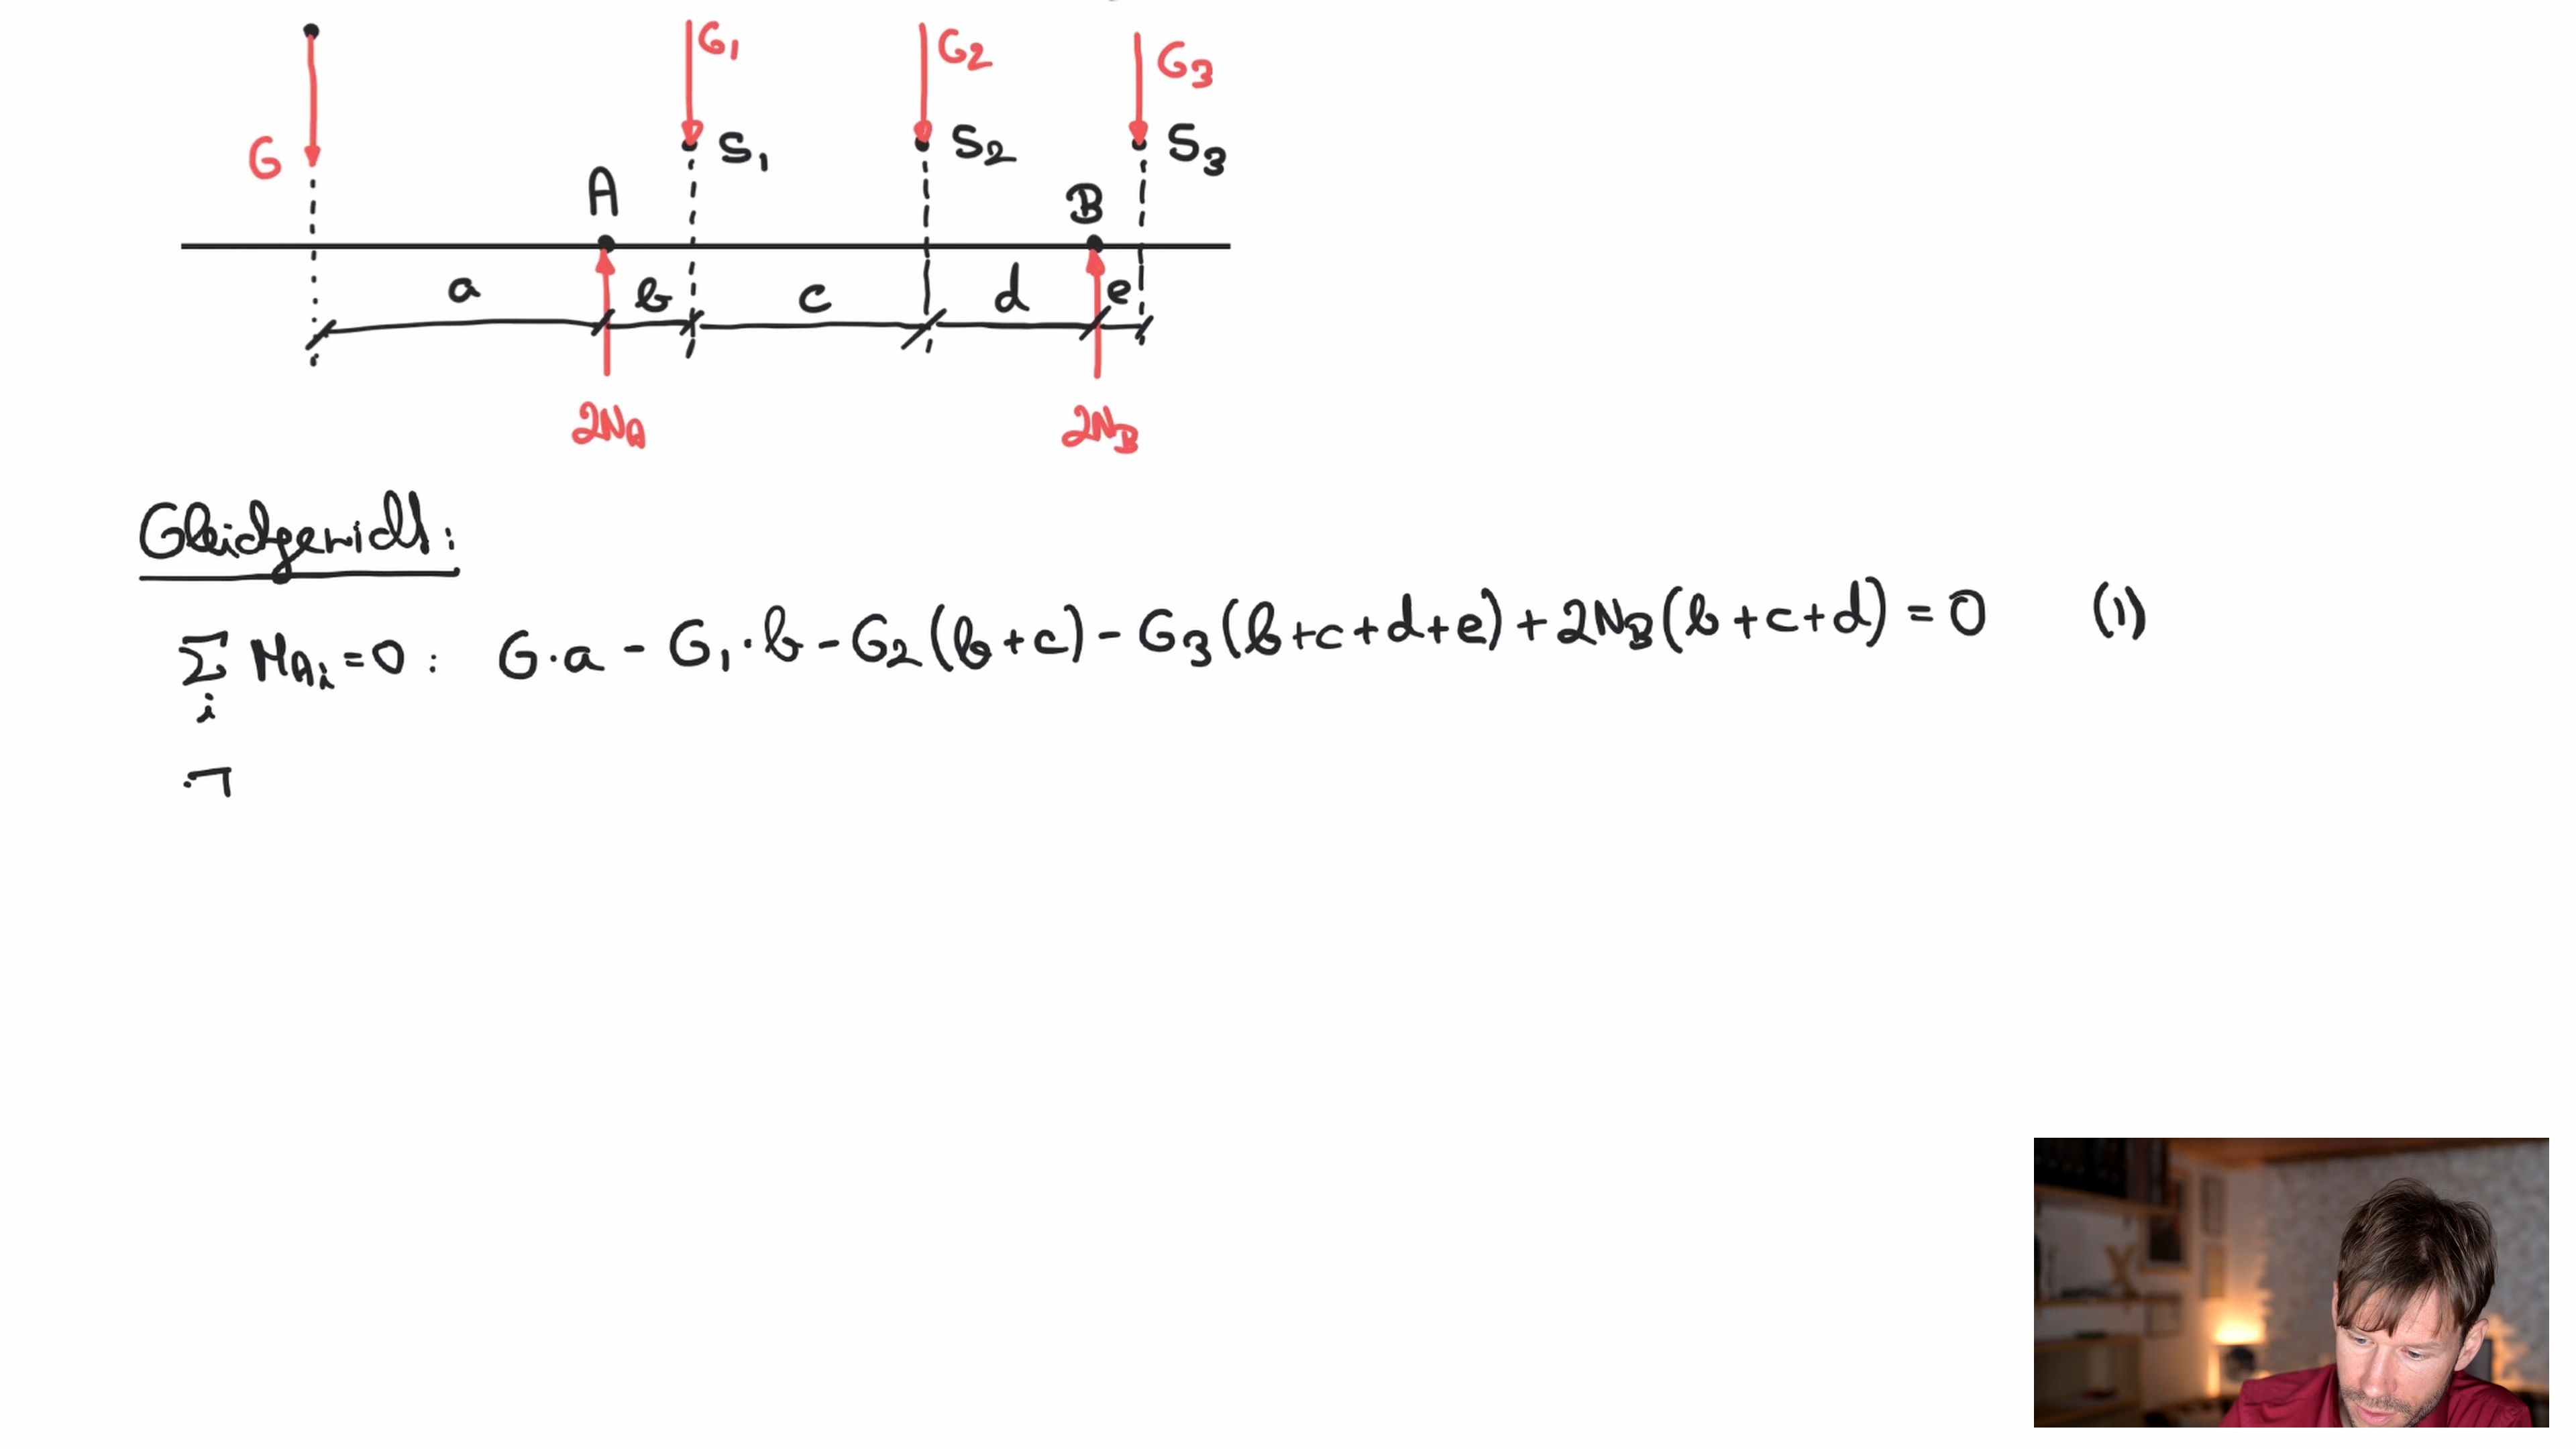 G₁ G₂ G₃
G S₁ S₂ S₃
A B
a b c d e
2N_A 2N_B
Gleichgewicht:
∑ M_Ai = 0 : G·a - G₁·b - G₂(b+c) - G₃(b+c+d+e) + 2N_B(b+c+d) = 0 (1)
i